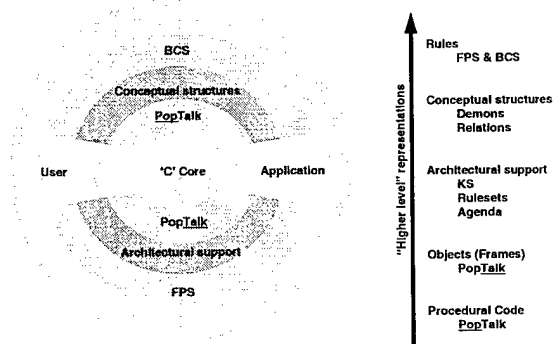 BCS
Conceptual structures
PopTalk
User
'C' Core
Application
PopTalk
Architectural support
FPS
"Higher level" representations
Rules
FPS & BCS
Conceptual structures
Demons
Relations
Architectural support
KS
Rulesets
Agenda
Objects (Frames)
PopTalk
Procedural Code
PopTalk